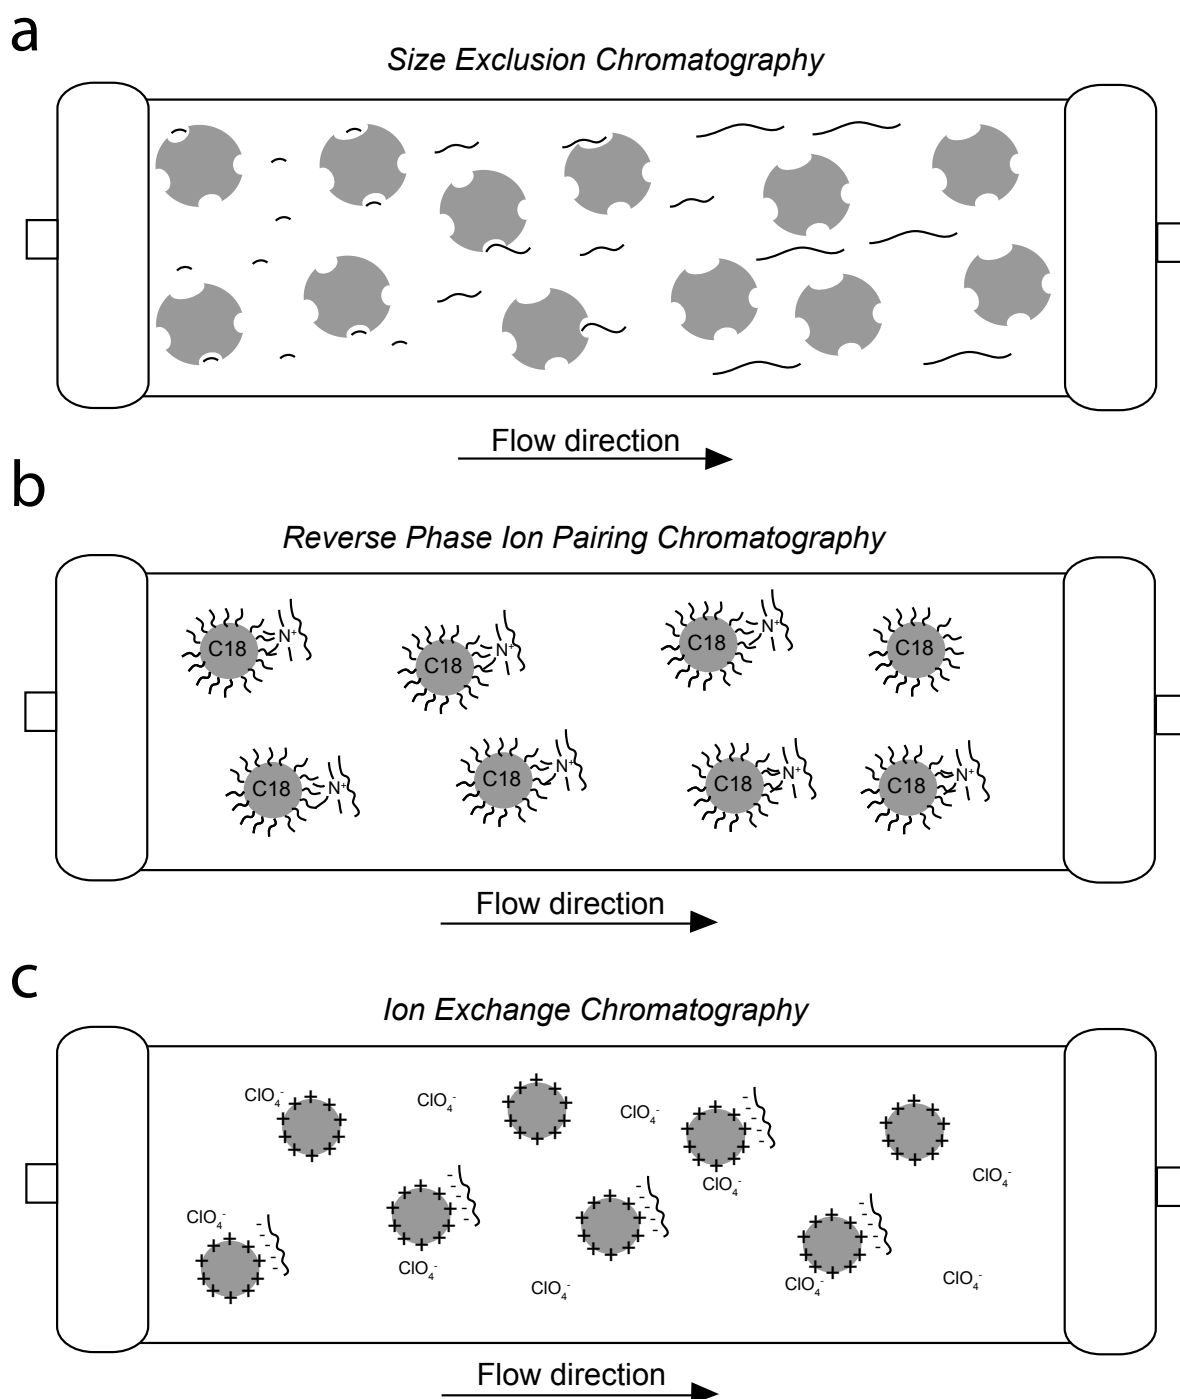 a
Size Exclusion Chromatography
Flow direction
b
Reverse Phase Ion Pairing Chromatography
C18 N⁺
C18 N⁺
C18 N⁺
C18
C18 N⁺
C18 N⁺
C18 N⁺
C18 N⁺
Flow direction
c
Ion Exchange Chromatography
ClO₄⁻
ClO₄⁻
ClO₄⁻
ClO₄⁻
ClO₄⁻
ClO₄⁻
ClO₄⁻
ClO₄⁻
ClO₄⁻
ClO₄⁻
Flow direction